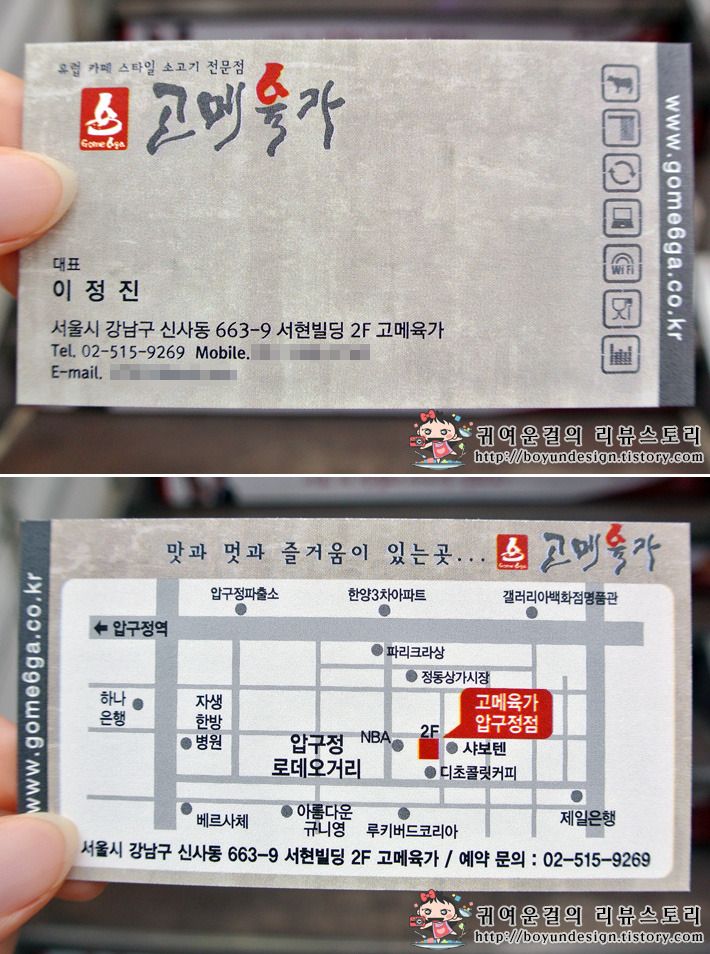 유럽 카페 스타일 소고기 전문점
고메육가
Gome6ga
대표
이정진
서울시 강남구 신사동 663-9 서현빌딩 2F 고메육가
Tel. 02-515-9269 Mobile.
E-mail.
WiFi
www.gome6ga.co.kr
귀여운걸의 리뷰스토리
http://boyundesign.tistory.com
맛과 멋과 즐거움이 있는곳...
고메육가
www.gome6ga.co.kr
압구정파출소
한양3차아파트
갤러리아백화점명품관
← 압구정역
파리크라상
정동상가시장
하나
은행
자생
한방
병원
고메육가
압구정점
압구정
로데오거리
NBA
2F
샤보텐
디초콜릿커피
베르사체
아름다운
규니영
루키버드코리아
제일은행
서울시 강남구 신사동 663-9 서현빌딩 2F 고메육가 / 예약 문의 : 02-515-9269
귀여운걸의 리뷰스토리
http://boyundesign.tistory.com